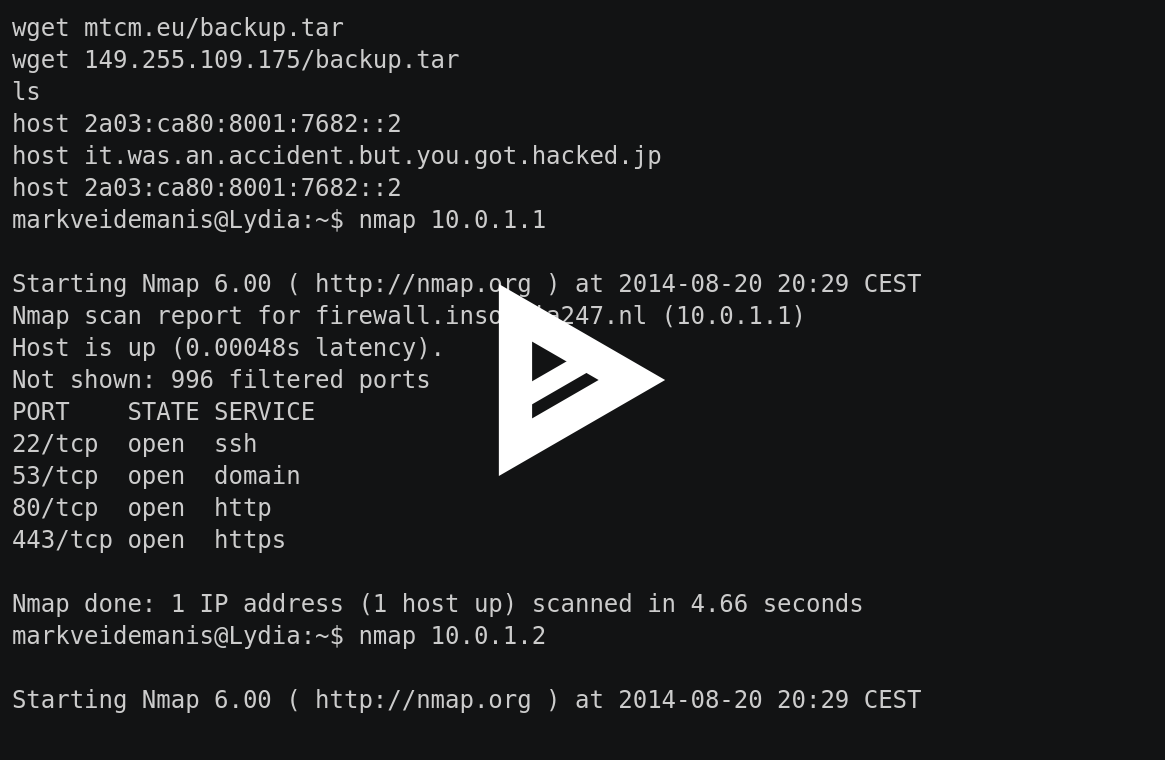 wget mtcm.eu/backup.tar
wget 149.255.109.175/backup.tar
ls
host 2a03:ca80:8001:7682::2
host it.was.an.accident.but.you.got.hacked.jp
host 2a03:ca80:8001:7682::2
markveidemanis@Lydia:~$ nmap 10.0.1.1
Starting Nmap 6.00 ( http://nmap.org ) at 2014-08-20 20:29 CEST
Nmap scan report for (10.0.1.1)
Host is up (0.00048s latency).
Not shown: 996 filtered ports
PORT    STATE SERVICE
22/tcp  open  ssh
53/tcp  open  domain
80/tcp  open  http
443/tcp open  https
Nmap done: 1 IP address (1 host up) scanned in 4.66 seconds
markveidemanis@Lydia:~$ nmap 10.0.1.2
Starting Nmap 6.00 ( http://nmap.org ) at 2014-08-20 20:29 CEST